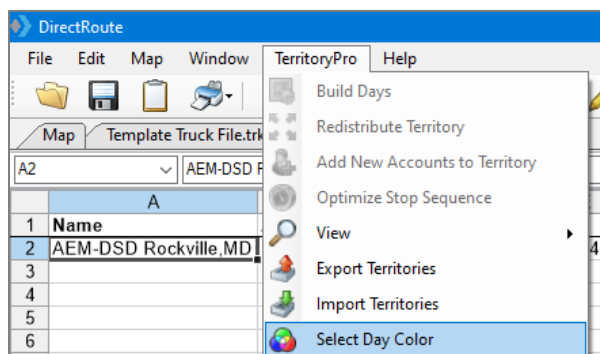 DirectRoute
File Edit Map Window TerritoryPro Help
Build Days
Redistribute Territory
Map Template Truck File.trk
Add New Accounts to Territory
A2 AEM-DSD
Optimize Stop Sequence
A
View
1 Name
2 AEM-DSD Rockville,MD 4
3
Export Territories
4
Import Territories
5
6
Select Day Color